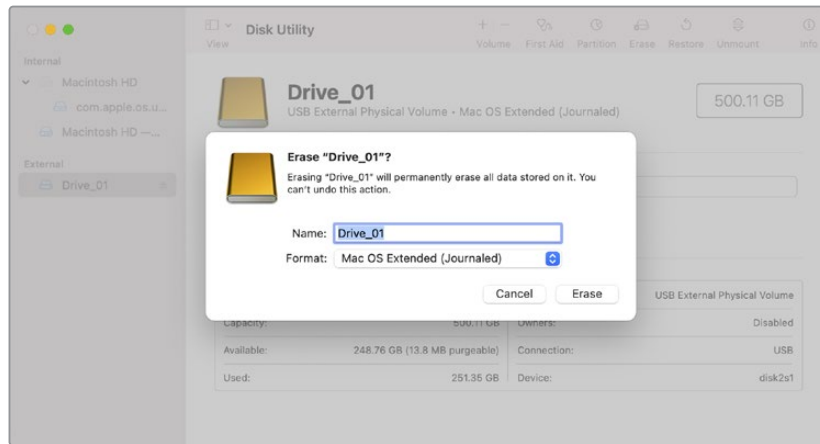 Disk Utility
View
Volume
First Aid
Partition
Erase
Restore
Unmount
Info
Internal
Macintosh HD
com.apple.os.u...
Macintosh HD —...
External
Drive_01
Drive_01
USB External Physical Volume • Mac OS Extended (Journaled)
500.11 GB
Erase “Drive_01”?
Erasing “Drive_01” will permanently erase all data stored on it. You
can’t undo this action.
Name: Drive_01
Format: Mac OS Extended (Journaled)
Cancel
Erase
USB External Physical Volume
Capacity: 500.11 GB
Owners: Disabled
Available: 248.76 GB (13.8 MB purgeable)
Connection: USB
Used: 251.35 GB
Device: disk2s1